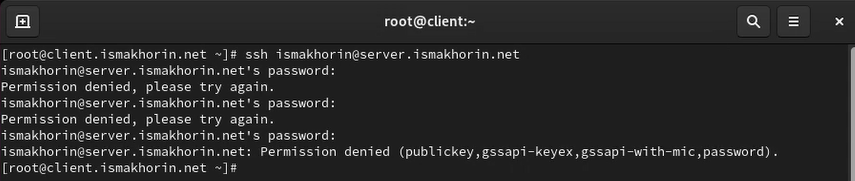 root@client:~
[root@client.ismakhorin.net ~]# ssh ismakhorin@server.ismakhorin.net
ismakhorin@server.ismakhorin.net's password:
Permission denied, please try again.
ismakhorin@server.ismakhorin.net's password:
Permission denied, please try again.
ismakhorin@server.ismakhorin.net's password:
ismakhorin@server.ismakhorin.net: Permission denied (publickey,gssapi-keyex,gssapi-with-mic,password).
[root@client.ismakhorin.net ~]#